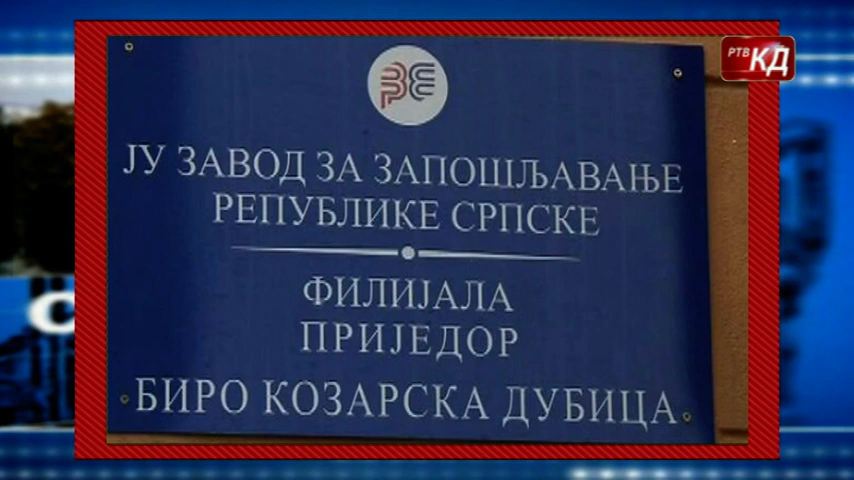 РТВ КД
ЈУ ЗАВОД ЗА ЗАПОШЉАВАЊЕ
РЕПУБЛИКЕ СРПСКЕ
ФИЛИЈАЛА
ПРИЈЕДОР
БИРО КОЗАРСКА ДУБИЦА